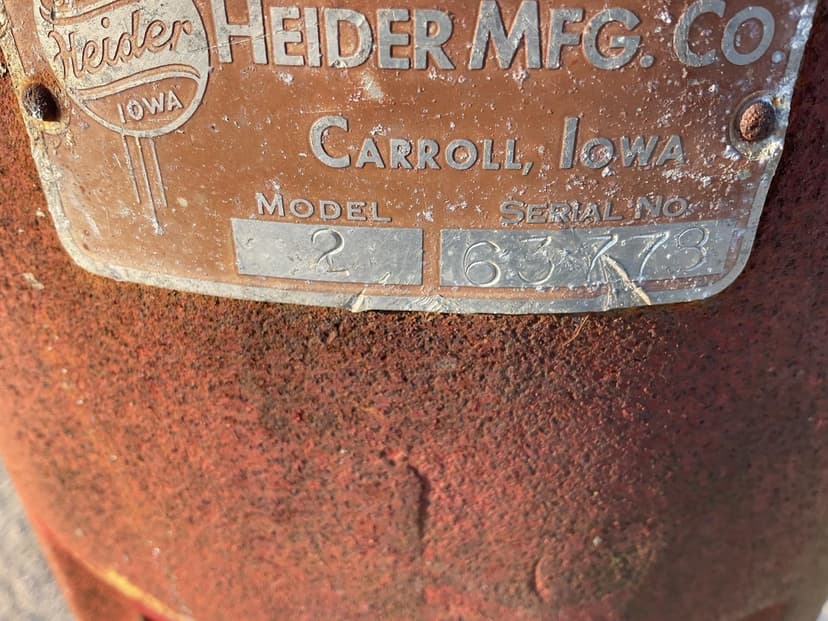 Heider
IOWA
HEIDER MFG. CO.
CARROLL, IOWA
MODEL SERIAL NO.
2 63773